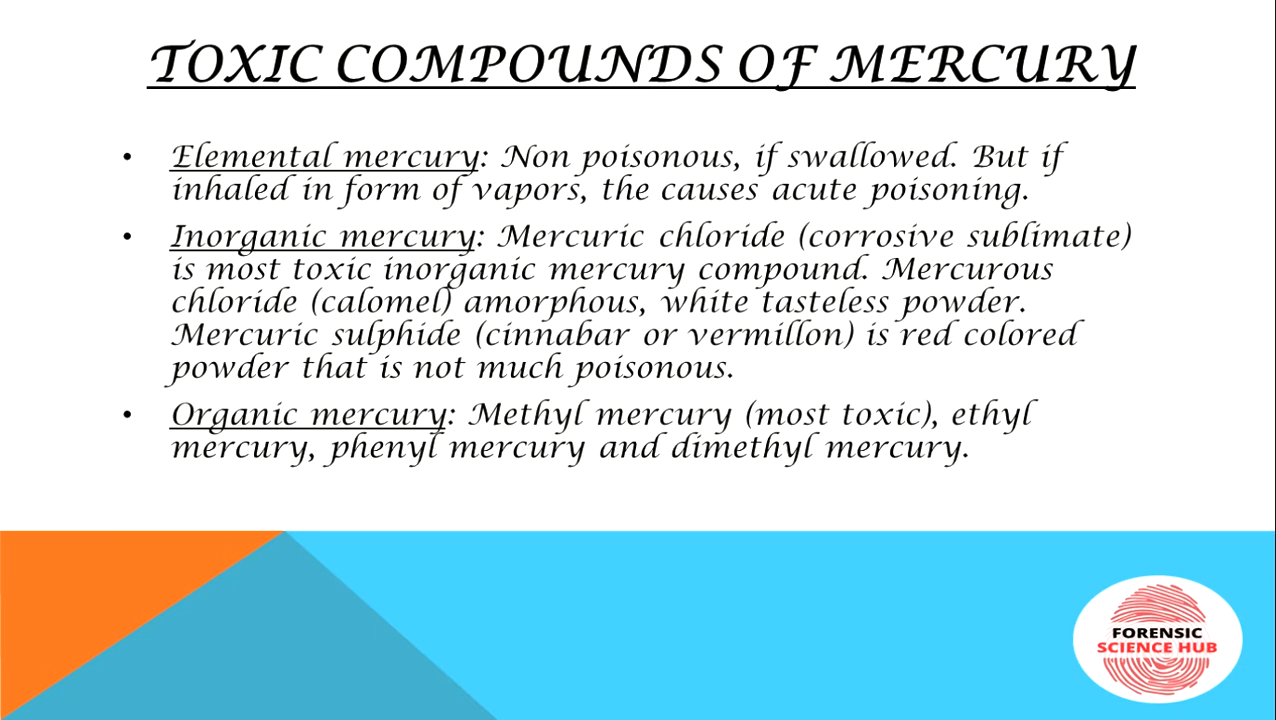 TOXIC COMPOUNDS OF MERCURY
• Elemental mercury: Non poisonous, if swallowed. But if
inhaled in form of vapors, the causes acute poisoning.
• Inorganic mercury: Mercuric chloride (corrosive sublimate)
is most toxic inorganic mercury compound. Mercurous
chloride (calomel) amorphous, white tasteless powder.
Mercuric sulphide (cinnabar or vermillon) is red colored
powder that is not much poisonous.
• Organic mercury: Methyl mercury (most toxic), ethyl
mercury, phenyl mercury and dimethyl mercury.
FORENSIC
SCIENCE HUB